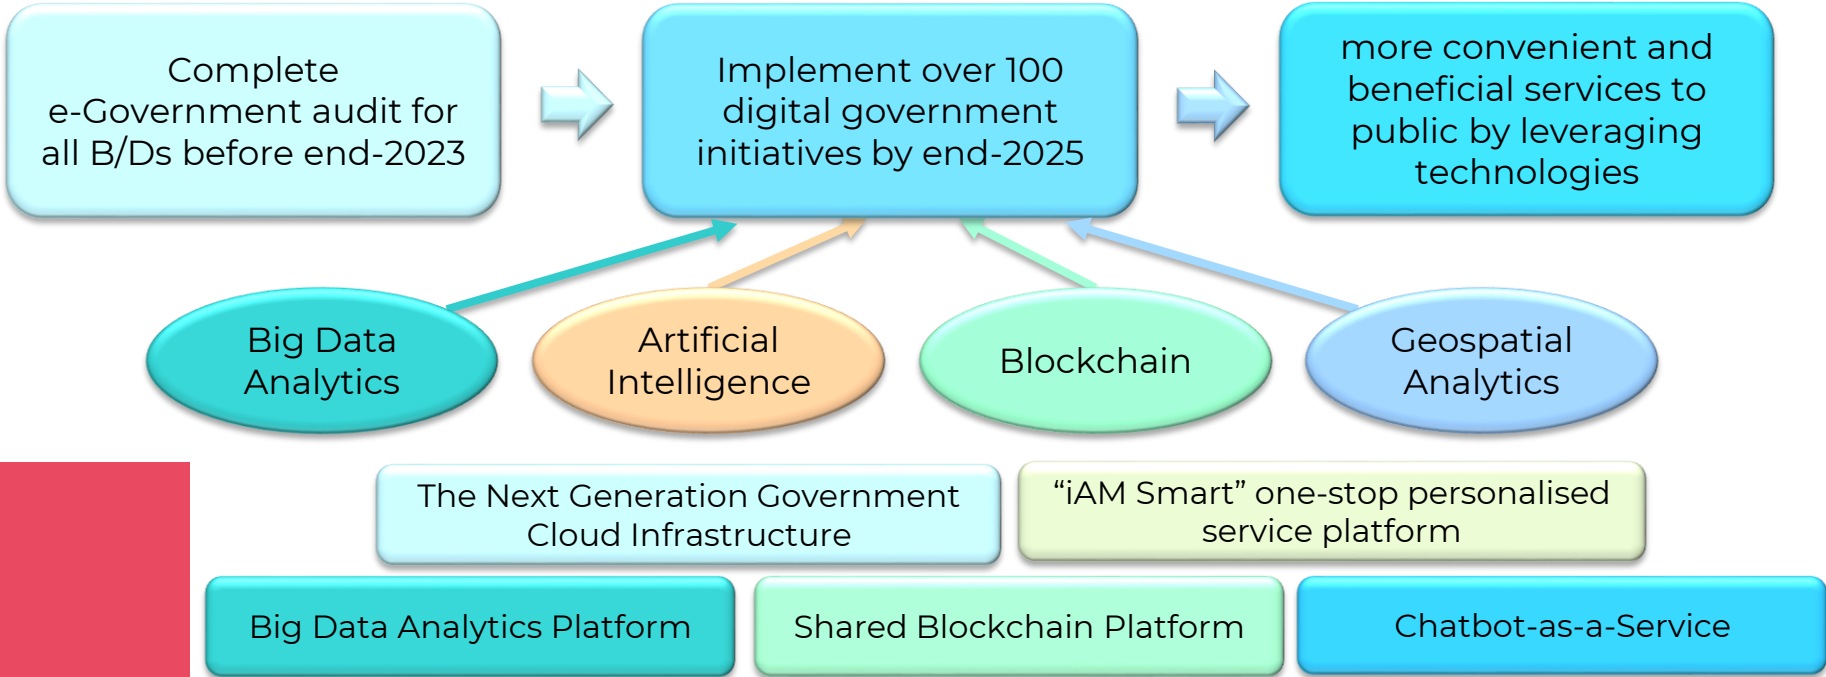 Complete
e-Government audit for
all B/Ds before end-2023
Implement over 100
digital government
initiatives by end-2025
more convenient and
beneficial services to
public by leveraging
technologies
Big Data
Analytics
Artificial
Intelligence
Blockchain
Geospatial
Analytics
The Next Generation Government
Cloud Infrastructure
“iAM Smart” one-stop personalised
service platform
Big Data Analytics Platform
Shared Blockchain Platform
Chatbot-as-a-Service